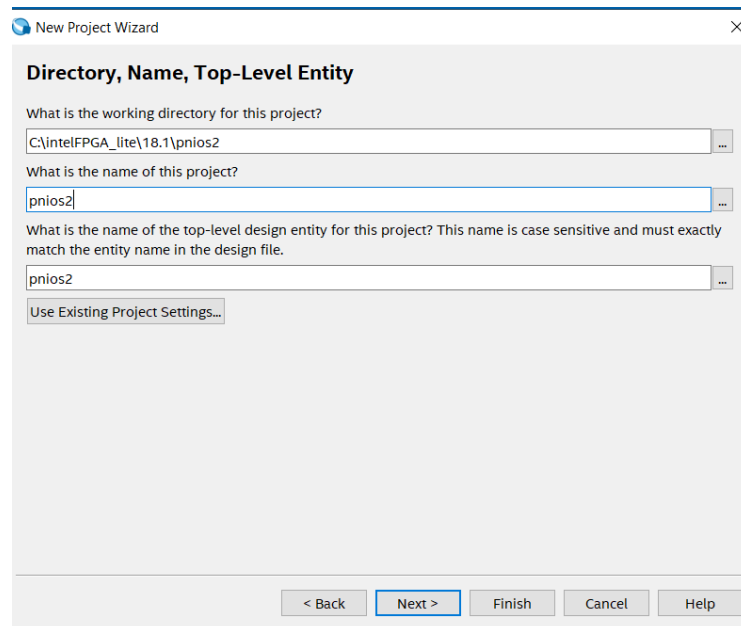 New Project Wizard
Directory, Name, Top-Level Entity
What is the working directory for this project?
C:\intelFPGA_lite\18.1\pnios2
...
What is the name of this project?
pnios2
...
What is the name of the top-level design entity for this project? This name is case sensitive and must exactly
match the entity name in the design file.
pnios2
...
Use Existing Project Settings...
< Back
Next >
Finish
Cancel
Help